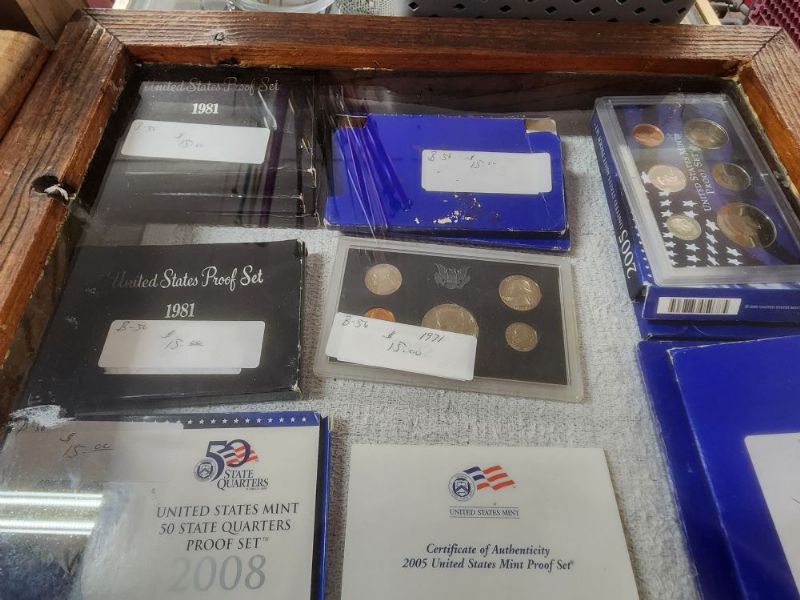 United States Proof Set
1981
B-56 $
15.00
B-56 $
15.00
UNITED STATES MINT
PROOF SET
2005
United States Proof Set
1981
B-56 $
15.00
B-56
$ 1971
15.00
$
15.00
50
STATE
QUARTERS
UNITED STATES MINT
50 STATE QUARTERS
PROOF SET™
2008
UNITED STATES MINT
Certificate of Authenticity
2005 United States Mint Proof Set®